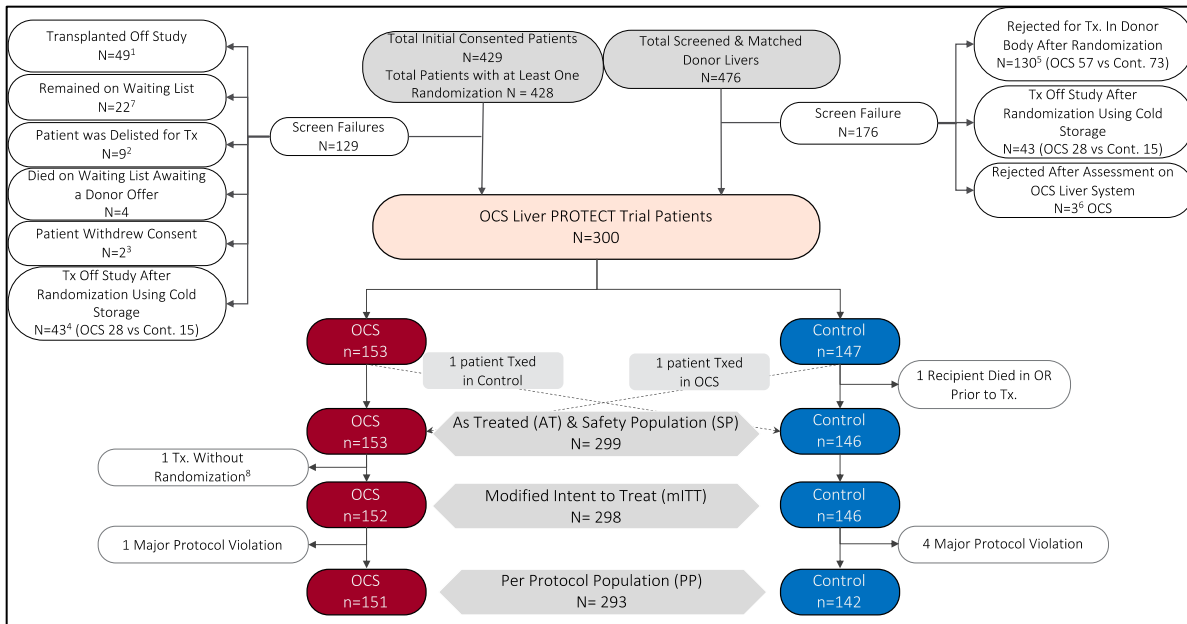 Transplanted Off Study
N=49¹
Remained on Waiting List
N=22⁷
Patient was Delisted for Tx
N=9²
Died on Waiting List Awaiting
a Donor Offer
N=4
Patient Withdrew Consent
N=2³
Tx Off Study After
Randomization Using Cold
Storage
N=43⁴ (OCS 28 vs Cont. 15)
Screen Failures
N=129
Total Initial Consented Patients
N=429
Total Patients with at Least One
Randomization N = 428
Total Screened & Matched
Donor Livers
N=476
Screen Failure
N=176
Rejected for Tx. In Donor
Body After Randomization
N=130⁵ (OCS 57 vs Cont. 73)
Tx Off Study After
Randomization Using Cold
Storage
N=43 (OCS 28 vs Cont. 15)
Rejected After Assessment on
OCS Liver System
N=3⁶ OCS
OCS Liver PROTECT Trial Patients
N=300
OCS
n=153
Control
n=147
1 patient Txed
in Control
1 patient Txed
in OCS
1 Recipient Died in OR
Prior to Tx.
OCS
n=153
As Treated (AT) & Safety Population (SP)
N= 299
Control
n=146
1 Tx. Without
Randomization⁸
OCS
n=152
Modified Intent to Treat (mITT)
N= 298
Control
n=146
1 Major Protocol Violation
4 Major Protocol Violation
OCS
n=151
Per Protocol Population (PP)
N= 293
Control
n=142